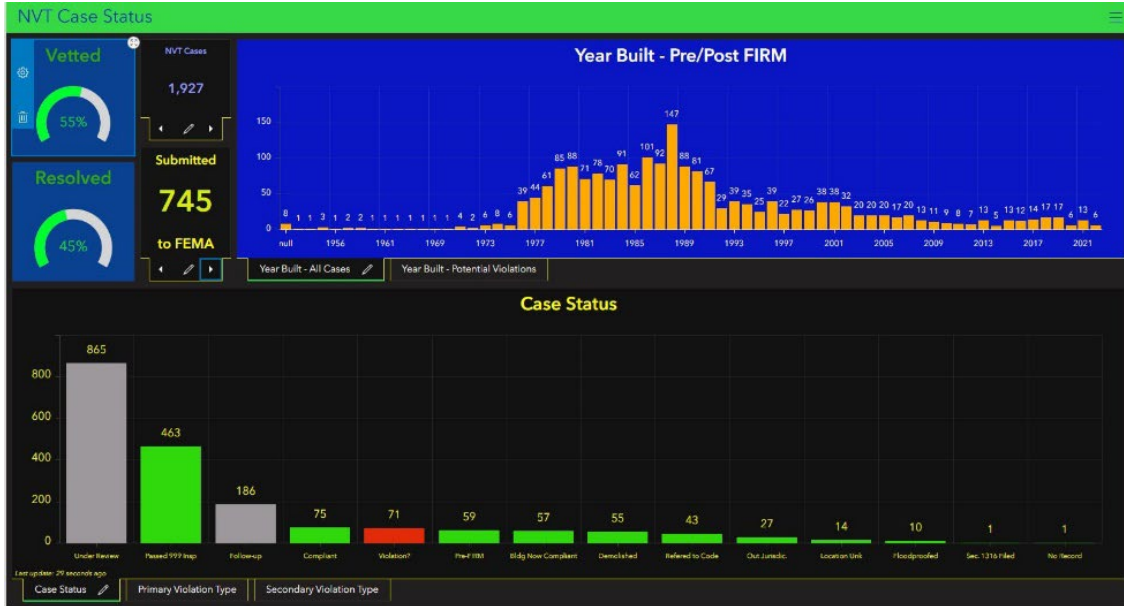 NVT Case Status
Vetted
55%
NVT Cases
1,927
Resolved
45%
Submitted
745
to FEMA
Year Built - Pre/Post FIRM
150
100
50
0
8 1 1 3 1 2 2 1 1 1 1 1 1 1 1 4 2 6 8 6 39 44 61 85 88 71 78 70 91 62 101 92 147 88 81 67 29 39 35 25 39 22 27 26 38 38 32 20 20 20 17 20 13 11 9 8 7 13 5 13 12 14 17 17 6 13 6
null 1956 1961 1969 1973 1977 1981 1985 1989 1993 1997 2001 2005 2009 2013 2017 2021
Year Built - All Cases Year Built - Potential Violations
Case Status
800
600
400
200
0
865 463 186 75 71 59 57 55 43 27 14 10 1 1
Under Review Passed 999 Insp Follow-up Compliant Violation? Pre-FIRM Bldg Now Compliant Demolished Refered to Code Out Jurisdic. Location Unk Floodproofed Sec. 1316 Filed No Record
Last update: 29 seconds ago
Case Status Primary Violation Type Secondary Violation Type